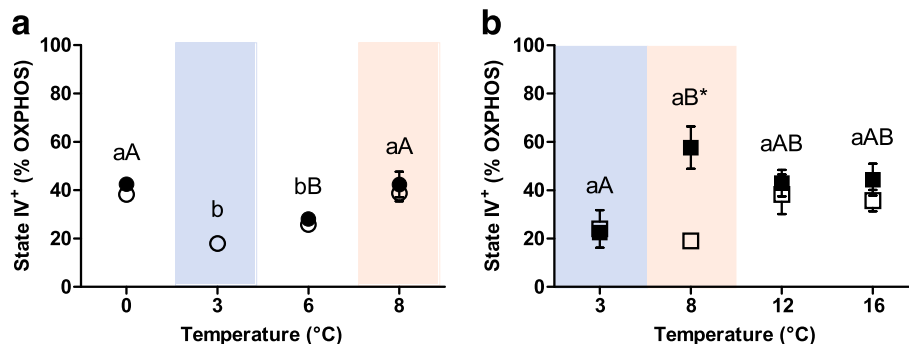 a
100
80
60
40
20
0
State IV⁺ (% OXPHOS)
aA
b
bB
aA
0 3 6 8
Temperature (°C)
b
100
80
60
40
20
0
State IV⁺ (% OXPHOS)
aA
aB*
aAB
aAB
3 8 12 16
Temperature (°C)